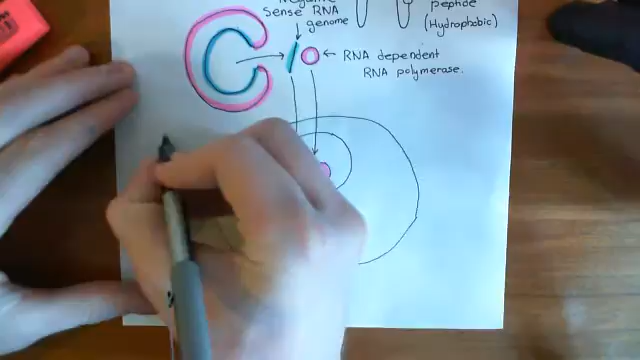 sense RNA
genome
peptide
(Hydrophobic)
RNA dependent
RNA polymerase.